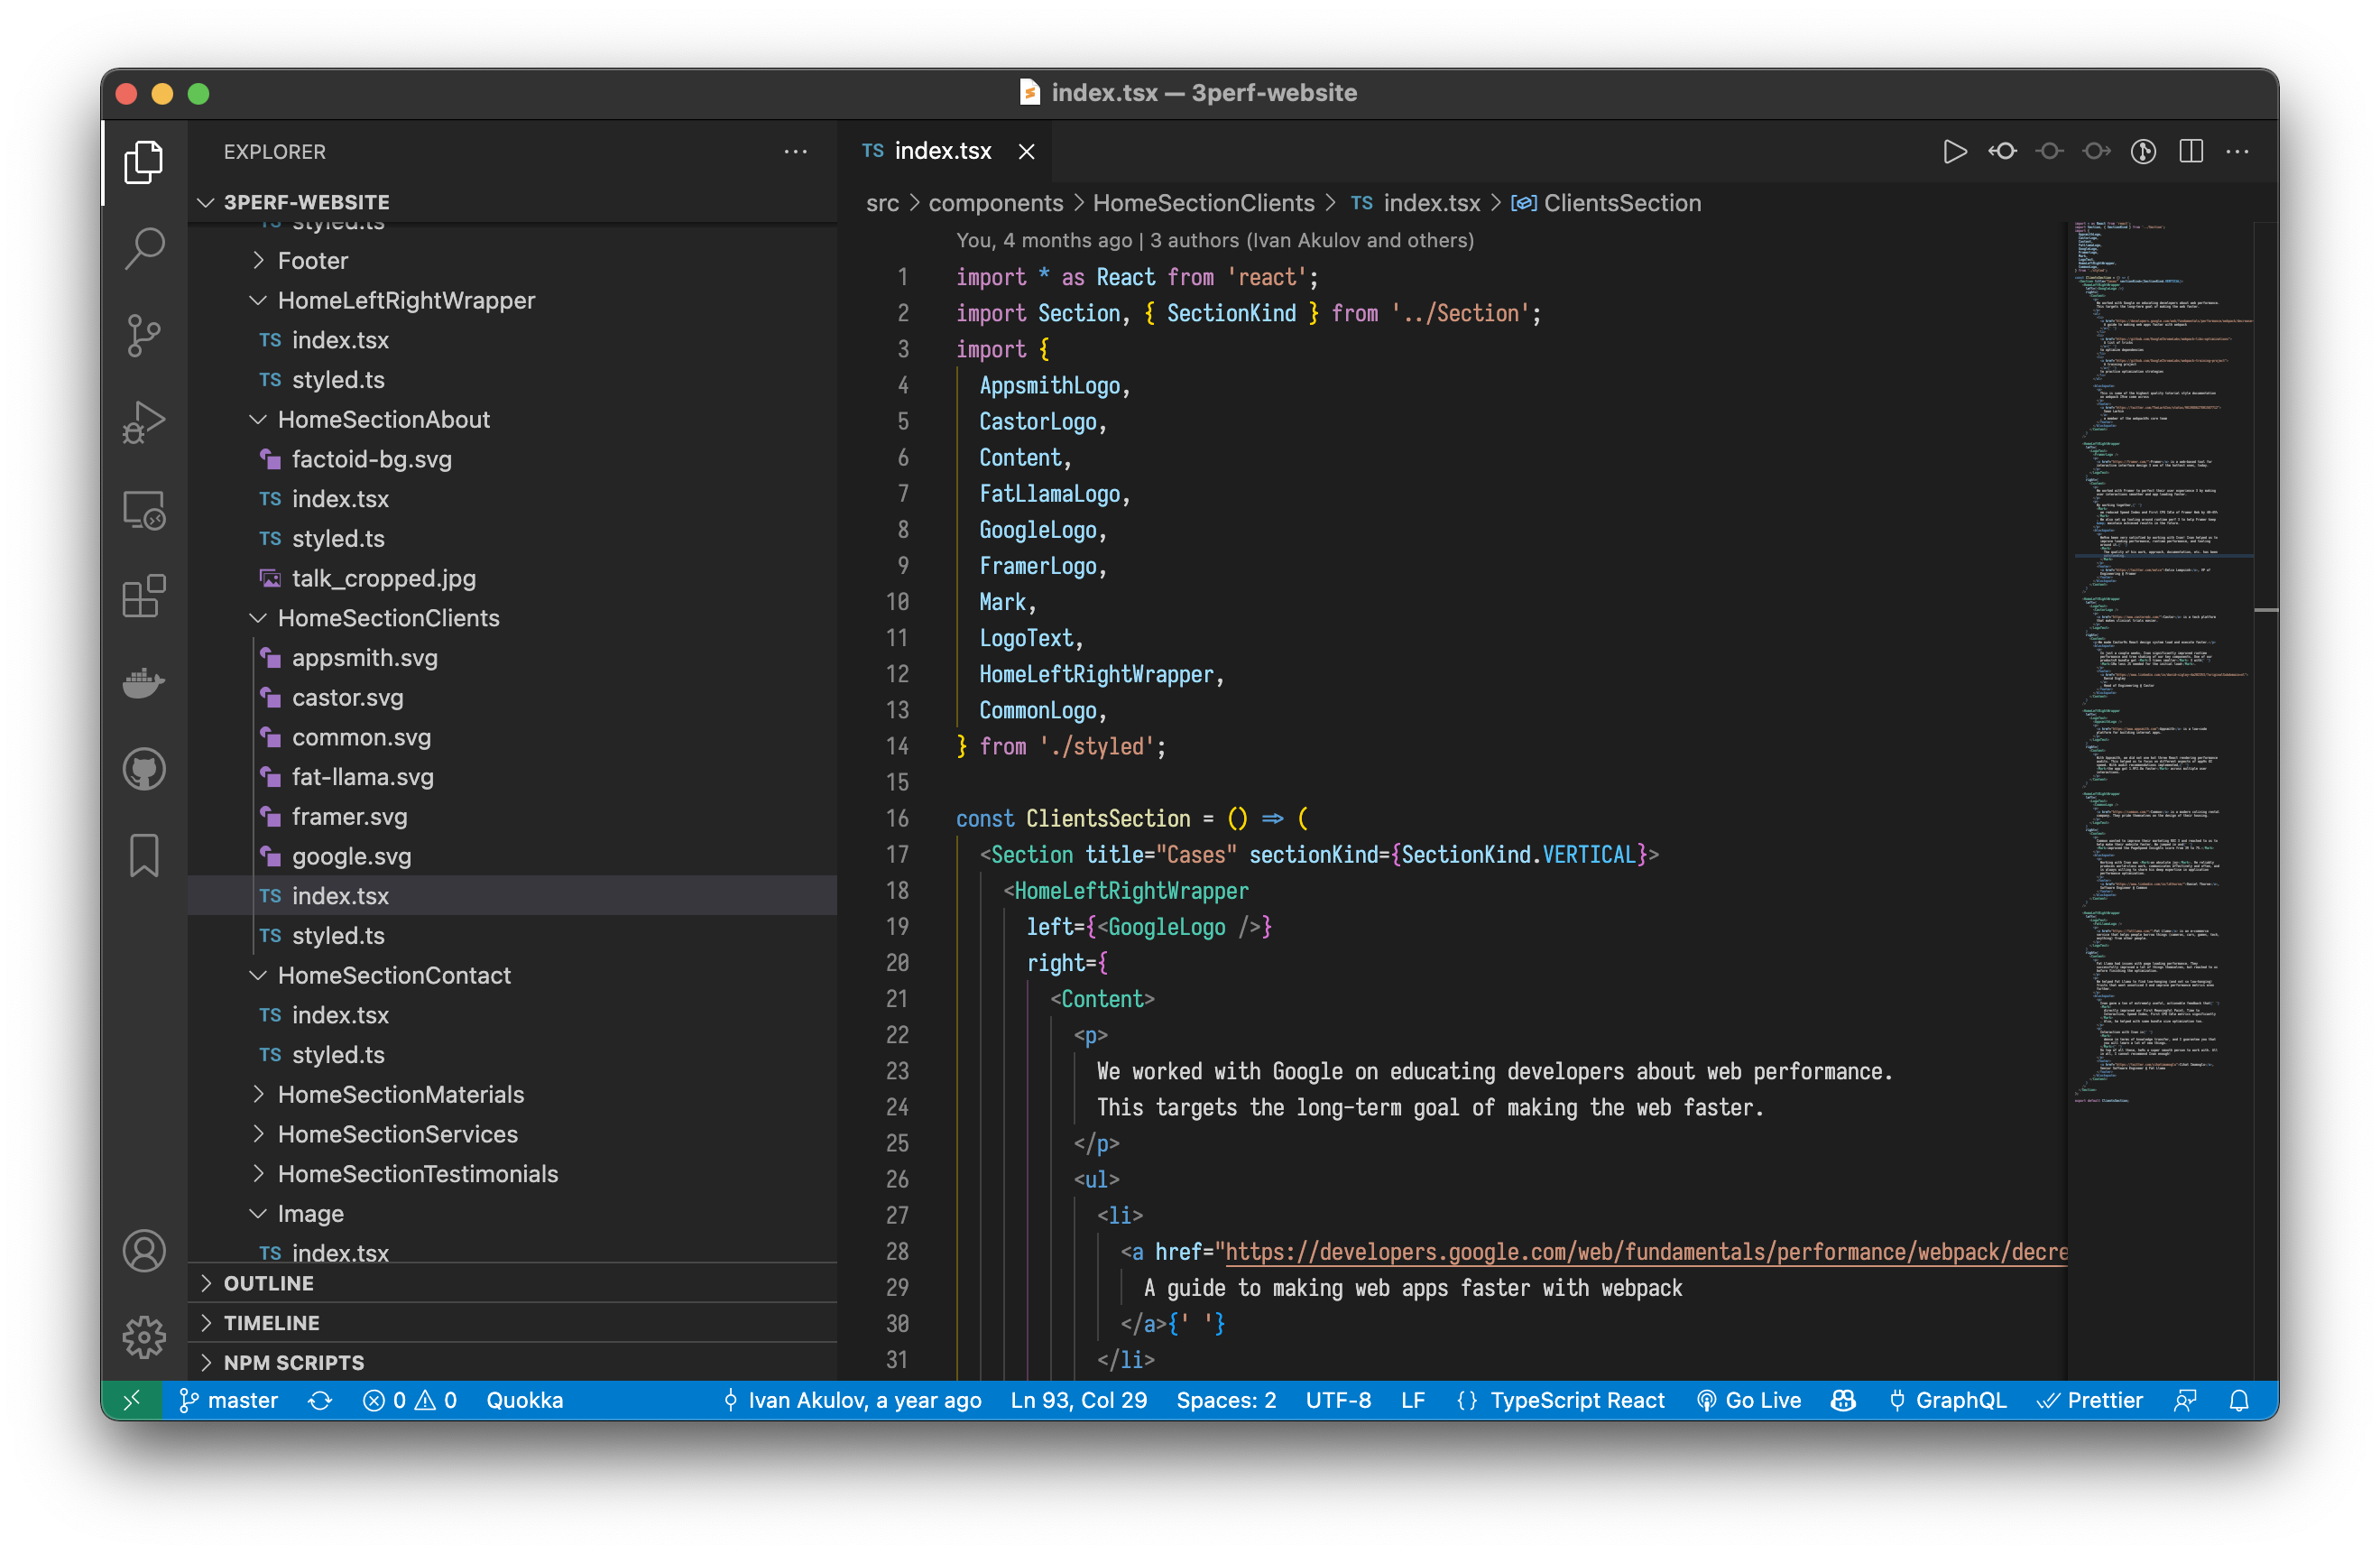 index.tsx — 3perf-website
EXPLORER
3PERF-WEBSITE
styled.ts
Footer
HomeLeftRightWrapper
TS index.tsx
TS styled.ts
HomeSectionAbout
factoid-bg.svg
TS index.tsx
TS styled.ts
talk_cropped.jpg
HomeSectionClients
appsmith.svg
castor.svg
common.svg
fat-llama.svg
framer.svg
google.svg
TS index.tsx
TS styled.ts
HomeSectionContact
TS index.tsx
TS styled.ts
HomeSectionMaterials
HomeSectionServices
HomeSectionTestimonials
Image
TS index.tsx
OUTLINE
TIMELINE
NPM SCRIPTS
TS index.tsx
src > components > HomeSectionClients > TS index.tsx > ClientsSection
You, 4 months ago | 3 authors (Ivan Akulov and others)
1 import * as React from 'react';
2 import Section, { SectionKind } from '../Section';
3 import {
4 AppsmithLogo,
5 CastorLogo,
6 Content,
7 FatLlamaLogo,
8 GoogleLogo,
9 FramerLogo,
10 Mark,
11 LogoText,
12 HomeLeftRightWrapper,
13 CommonLogo,
14 } from './styled';
15
16 const ClientsSection = () => (
17 <Section title="Cases" sectionKind={SectionKind.VERTICAL}>
18 <HomeLeftRightWrapper
19 left={<GoogleLogo />}
20 right={
21 <Content>
22 <p>
23 We worked with Google on educating developers about web performance.
24 This targets the long-term goal of making the web faster.
25 </p>
26 <ul>
27 <li>
28 <a href="https://developers.google.com/web/fundamentals/performance/webpack/decre
29 A guide to making web apps faster with webpack
30 </a>{' '}
31 </li>
master 0 0 Quokka Ivan Akulov, a year ago Ln 93, Col 29 Spaces: 2 UTF-8 LF {} TypeScript React Go Live GraphQL Prettier